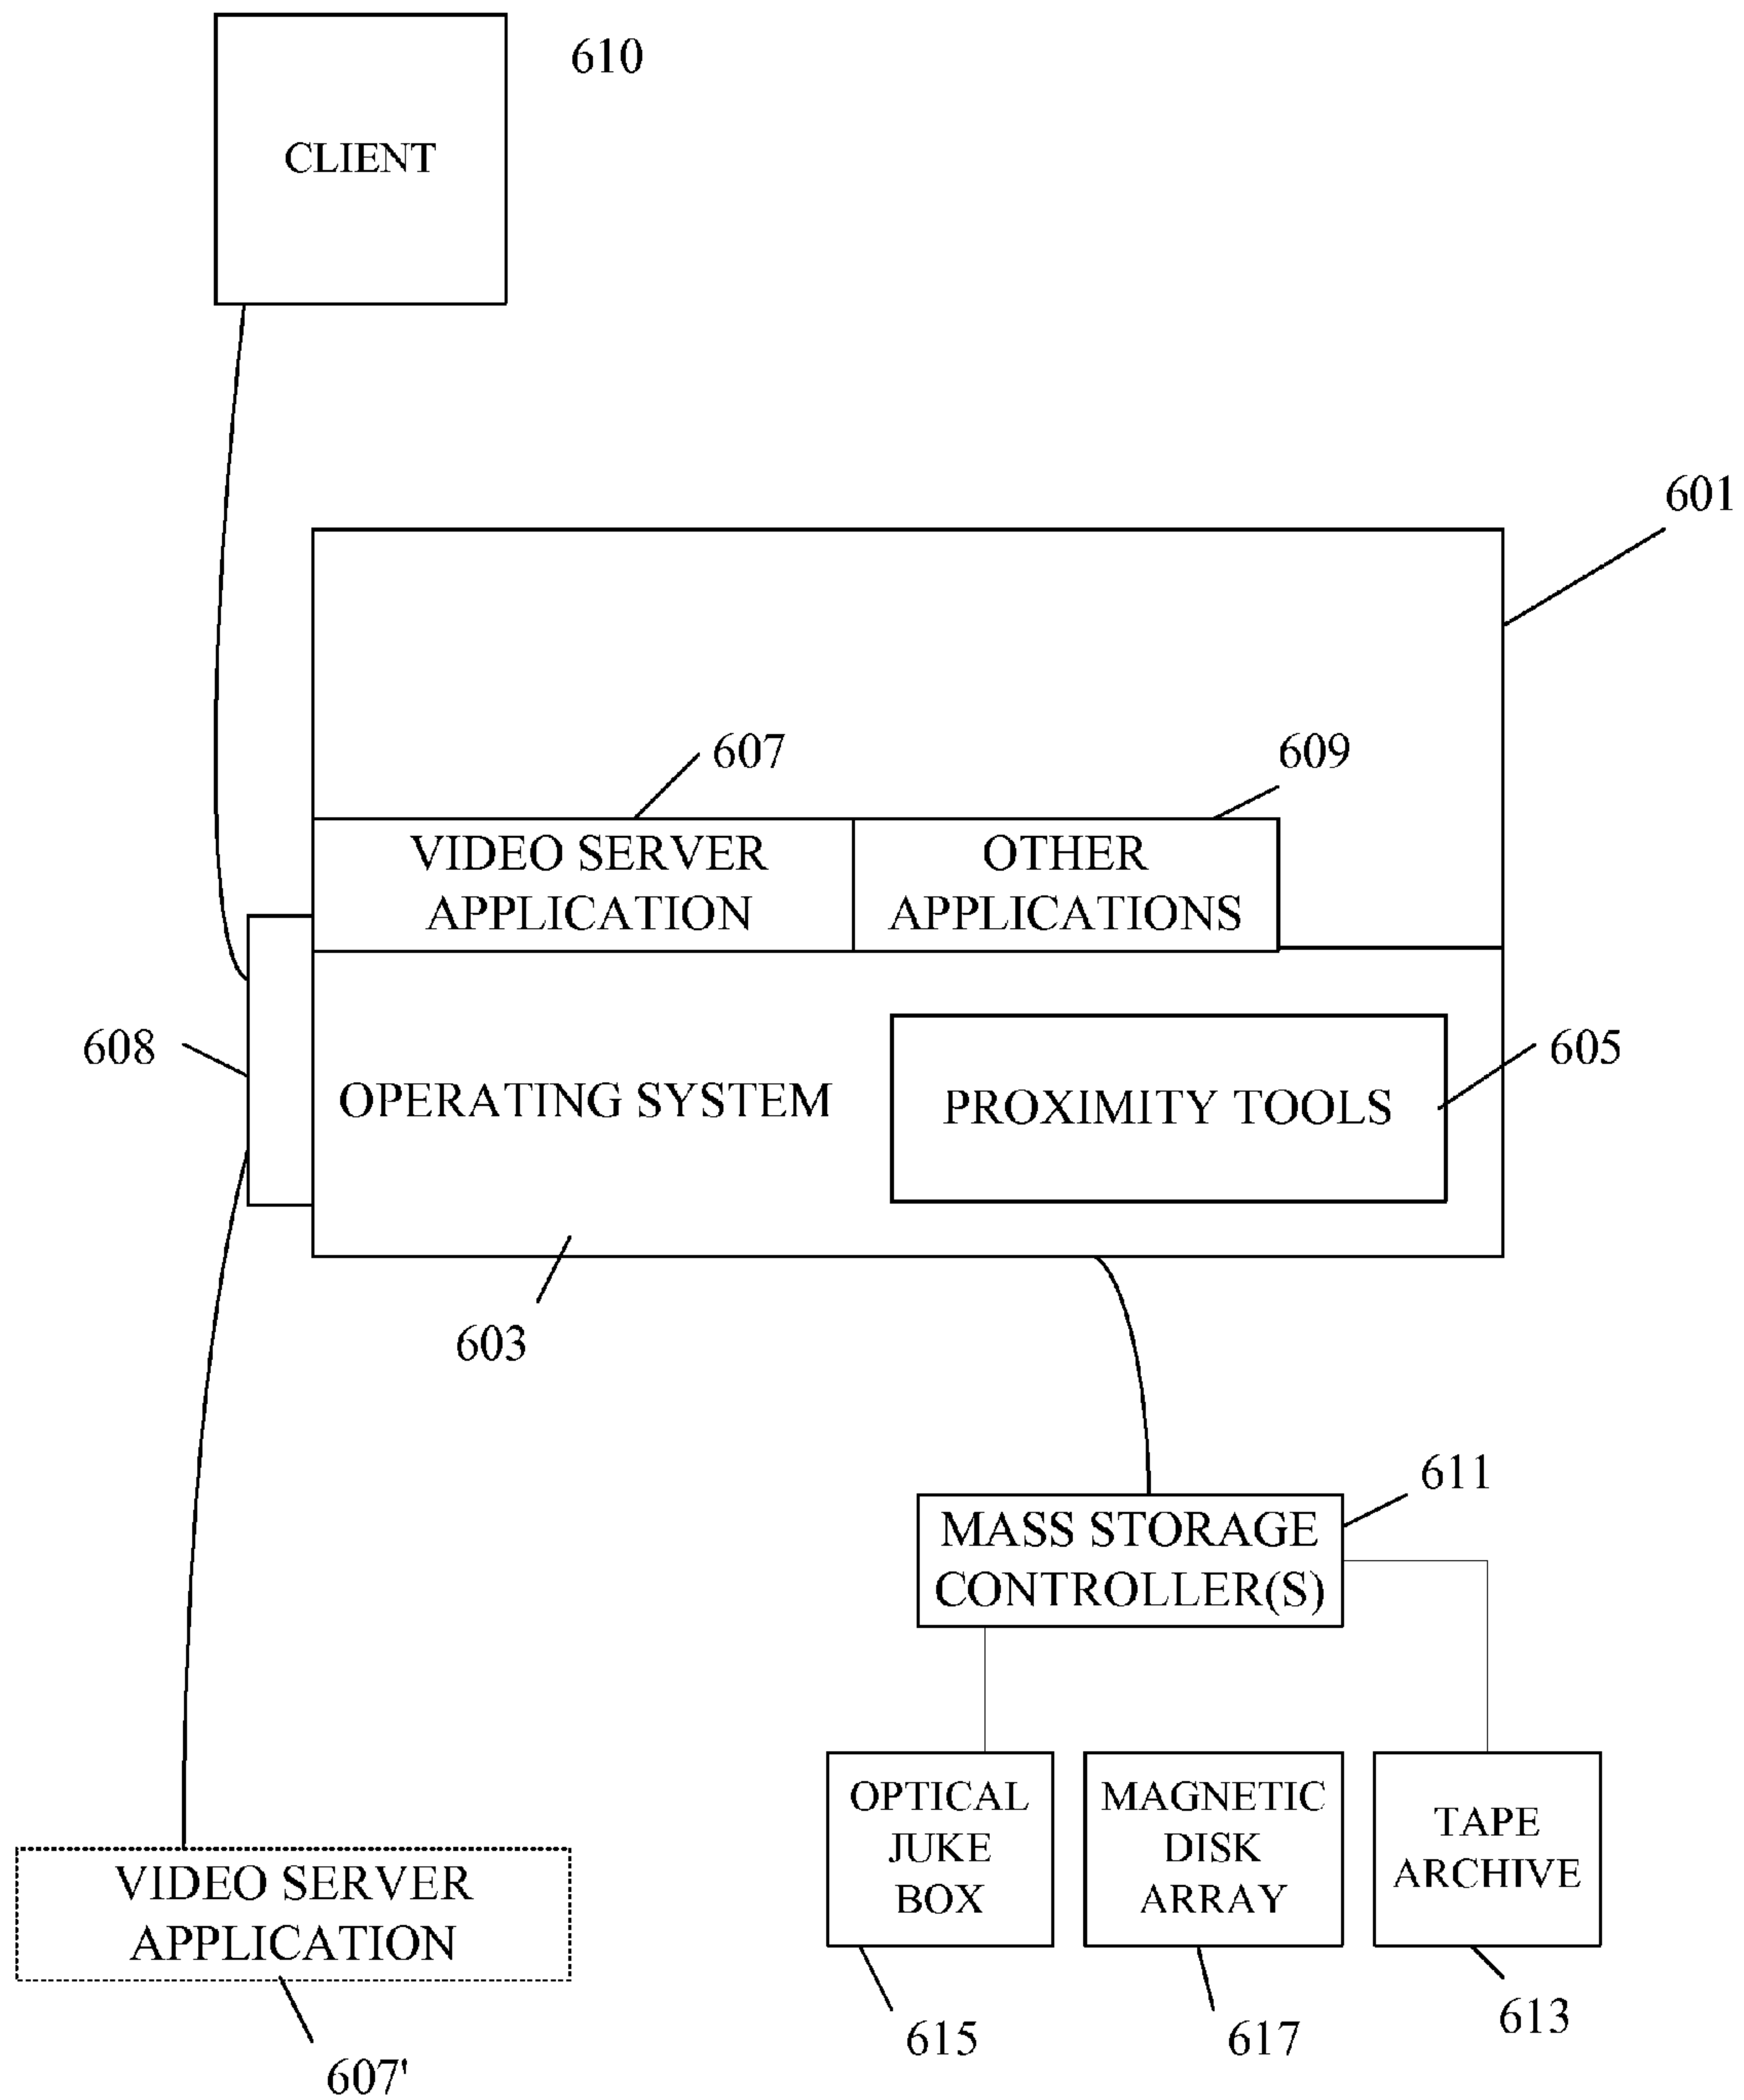 610
CLIENT
601
607
609
VIDEO SERVER
APPLICATION
OTHER
APPLICATIONS
608
605
OPERATING SYSTEM
PROXIMITY TOOLS
603
611
MASS STORAGE
CONTROLLER(S)
OPTICAL
JUKE
BOX
MAGNETIC
DISK
ARRAY
TAPE
ARCHIVE
VIDEO SERVER
APPLICATION
615
617
613
607'